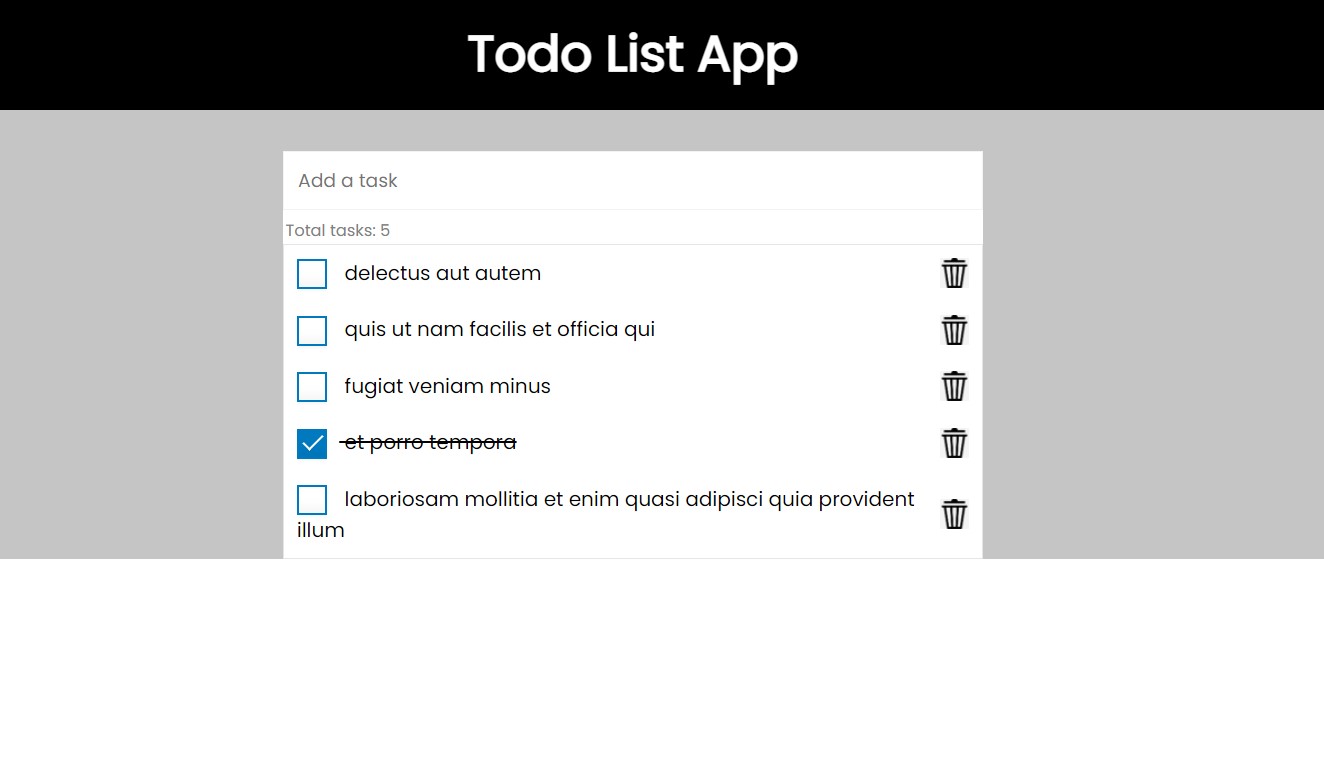 Todo List App
Add a task
Total tasks: 5
delectus aut autem
quis ut nam facilis et officia qui
fugiat veniam minus
et porro tempora
laboriosam mollitia et enim quasi adipisci quia provident
illum